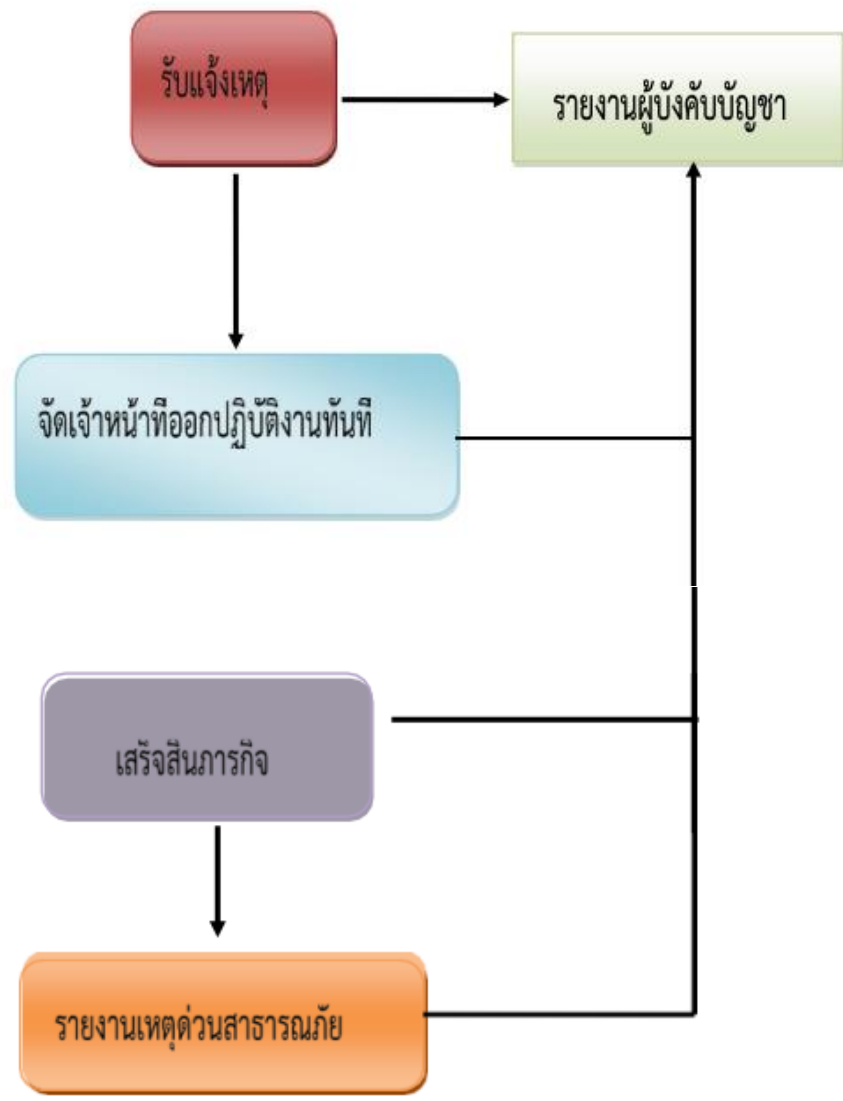 รับแจ้งเหตุ
รายงานผู้บังคับบัญชา
จัดเจ้าหน้าที่ออกปฏิบัติงานทันที
เสร็จสิ้นภารกิจ
รายงานเหตุด่วนสาธารณภัย